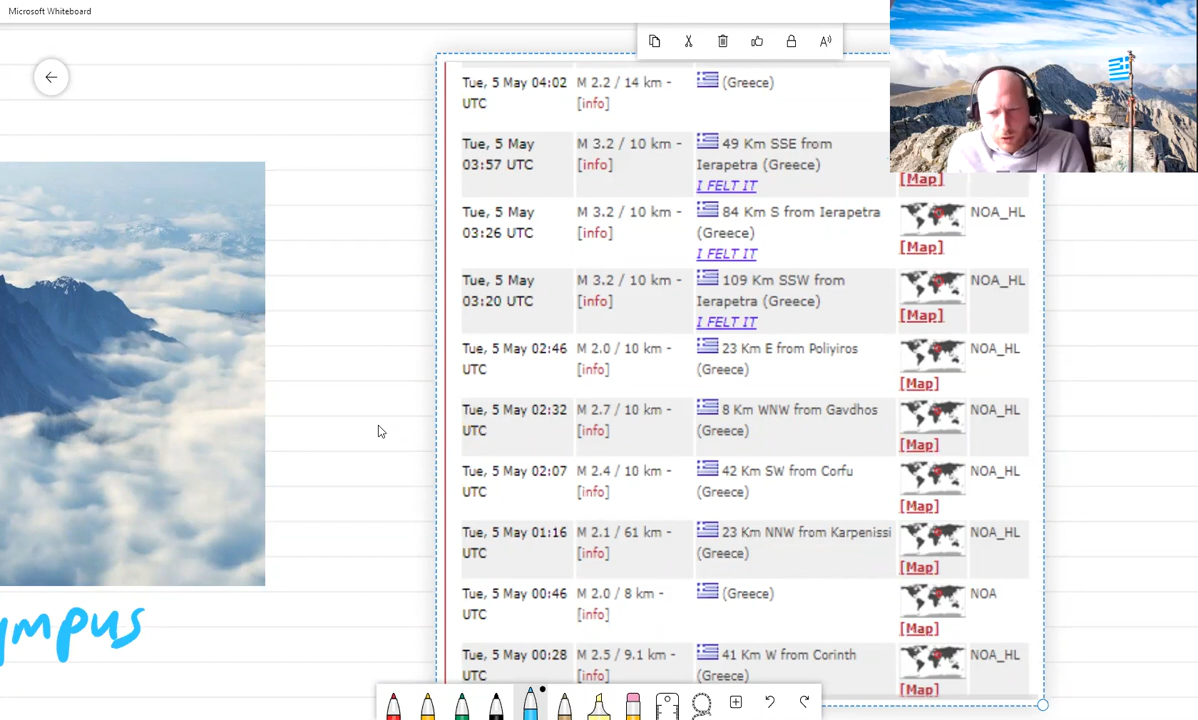 Microsoft Whiteboard
Tue, 5 May 04:02 M 2.2 / 14 km - (Greece)
UTC [info]
Tue, 5 May M 3.2 / 10 km - 49 Km SSE from
03:57 UTC [info] Ierapetra (Greece)
I FELT IT [Map]
Tue, 5 May M 3.2 / 10 km - 84 Km S from Ierapetra NOA_HL
03:26 UTC [info] (Greece)
I FELT IT [Map]
Tue, 5 May M 3.2 / 10 km - 109 Km SSW from NOA_HL
03:20 UTC [info] Ierapetra (Greece)
I FELT IT [Map]
Tue, 5 May 02:46 M 2.0 / 10 km - 23 Km E from Poliyiros NOA_HL
UTC [info] (Greece)
[Map]
Tue, 5 May 02:32 M 2.7 / 10 km - 8 Km WNW from Gavdhos NOA_HL
UTC [info] (Greece)
[Map]
Tue, 5 May 02:07 M 2.4 / 10 km - 42 Km SW from Corfu NOA_HL
UTC [info] (Greece)
[Map]
Tue, 5 May 01:16 M 2.1 / 61 km - 23 Km NNW from Karpenissi NOA_HL
UTC [info] (Greece)
[Map]
Tue, 5 May 00:46 M 2.0 / 8 km - (Greece) NOA
UTC [info]
[Map]
Tue, 5 May 00:28 M 2.5 / 9.1 km - 41 Km W from Corinth NOA_HL
UTC [info] (Greece)
[Map]
ympus